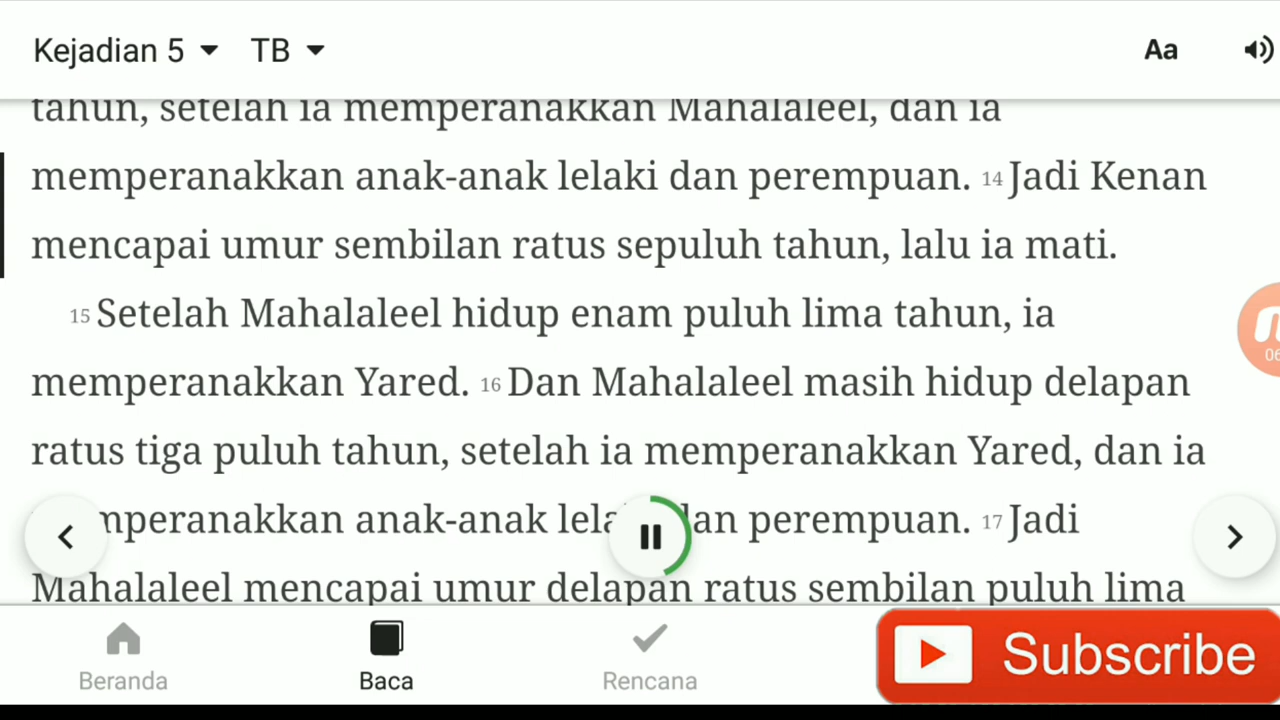 Kejadian 5 TB Aa
tahun, setelah ia memperanakkan Mahalaleel, dan ia
memperanakkan anak-anak lelaki dan perempuan. 14 Jadi Kenan
mencapai umur sembilan ratus sepuluh tahun, lalu ia mati.
15 Setelah Mahalaleel hidup enam puluh lima tahun, ia
memperanakkan Yared. 16 Dan Mahalaleel masih hidup delapan
ratus tiga puluh tahun, setelah ia memperanakkan Yared, dan ia
mperanakkan anak-anak lela dan perempuan. 17 Jadi
Mahalaleel mencapai umur delapan ratus sembilan puluh lima
Beranda Baca Rencana Subscribe